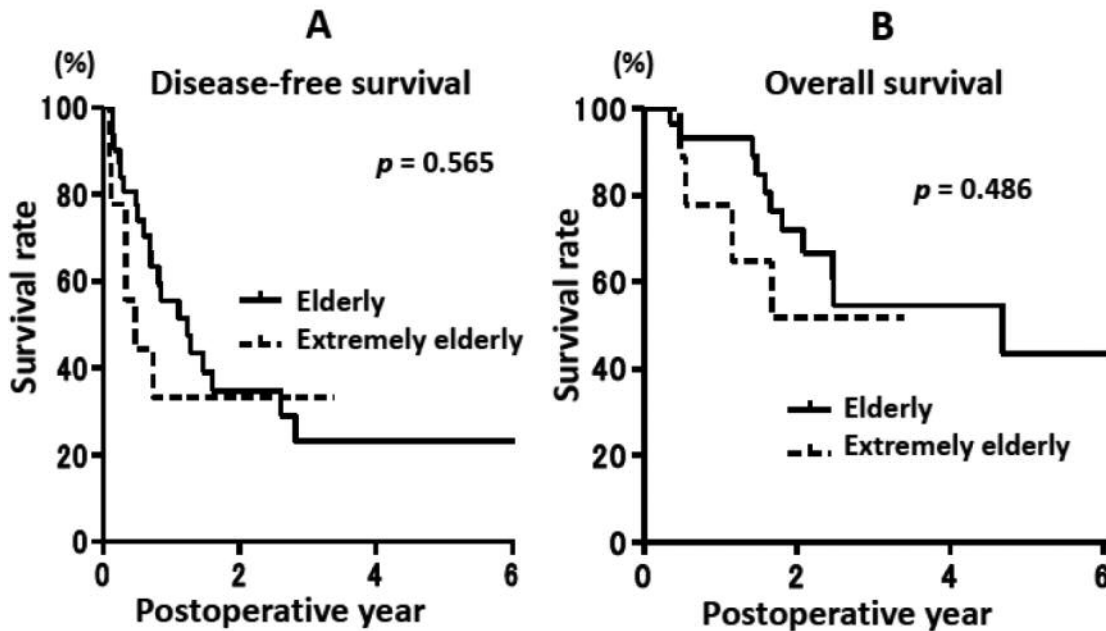 A
(%)
Disease-free survival
100
80
60
40
20
0
Survival rate
p = 0.565
Elderly
Extremely elderly
0 2 4 6
Postoperative year
B
(%)
Overall survival
100
80
60
40
20
0
Survival rate
p = 0.486
Elderly
Extremely elderly
0 2 4 6
Postoperative year